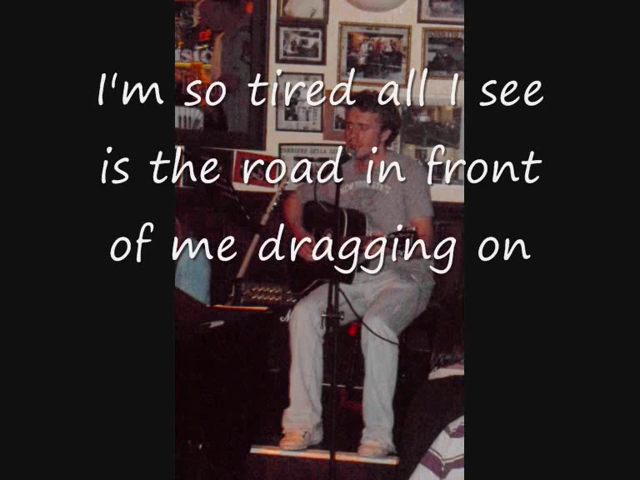 I'm so tired all I see
is the road in front
of me dragging on